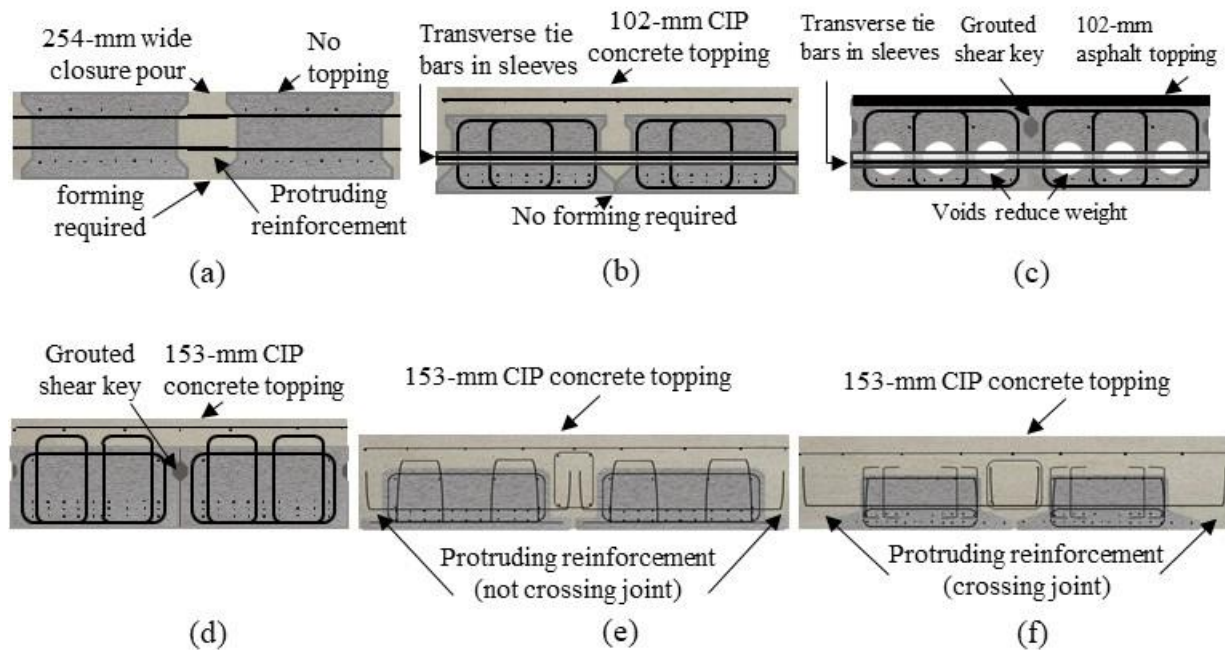 254-mm wide
closure pour
No
topping
forming
required
Protruding
reinforcement
(a)
Transverse tie
bars in sleeves
102-mm CIP
concrete topping
No forming required
(b)
Transverse tie
bars in sleeves
Grouted
shear key
102-mm
asphalt topping
Voids reduce weight
(c)
Grouted
shear key
153-mm CIP
concrete topping
(d)
153-mm CIP concrete topping
Protruding reinforcement
(not crossing joint)
(e)
153-mm CIP concrete topping
Protruding reinforcement
(crossing joint)
(f)